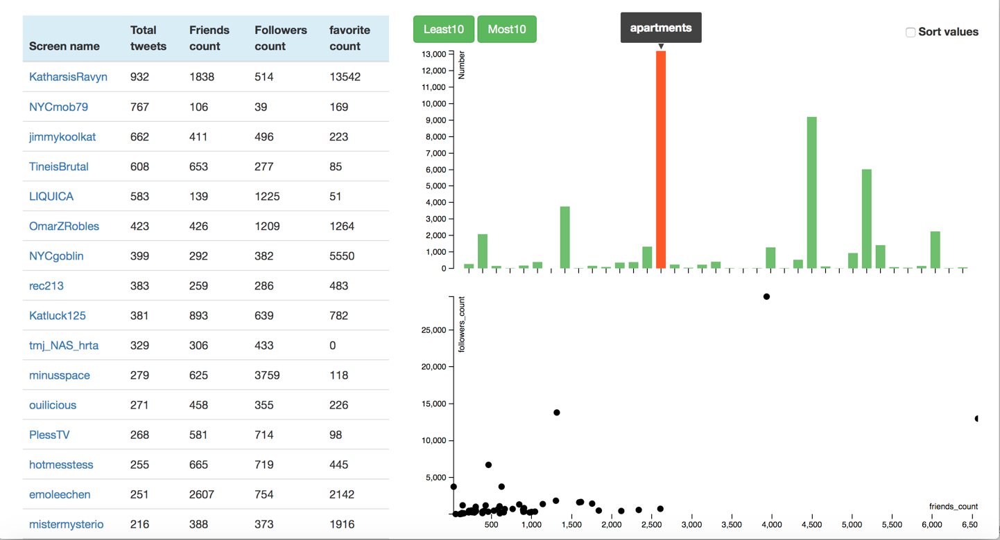 Screen name Total tweets Friends count Followers count favorite count
KatharsisRavyn 932 1838 514 13542
NYCmob79 767 106 39 169
jimmykoolkat 662 411 496 223
TineisBrutal 608 653 277 85
LIQUICA 583 139 1225 51
OmarZRobles 423 426 1209 1264
NYCgoblin 399 292 382 5550
rec213 383 259 286 483
Katluck125 381 893 639 782
tmj_NAS_hrta 329 306 433 0
minusspace 279 625 3759 118
ouilicious 271 458 355 226
PlessTV 268 581 714 98
hotmesstess 255 665 719 445
emoleechen 251 2607 754 2142
mistermysterio 216 388 373 1916
Least10 Most10
apartments
Sort values
Number
13,000
12,000
11,000
10,000
9,000
8,000
7,000
6,000
5,000
4,000
3,000
2,000
1,000
0
followers_count
25,000
20,000
15,000
10,000
5,000
friends_count
500 1,000 1,500 2,000 2,500 3,000 3,500 4,000 4,500 5,000 5,500 6,000 6,50